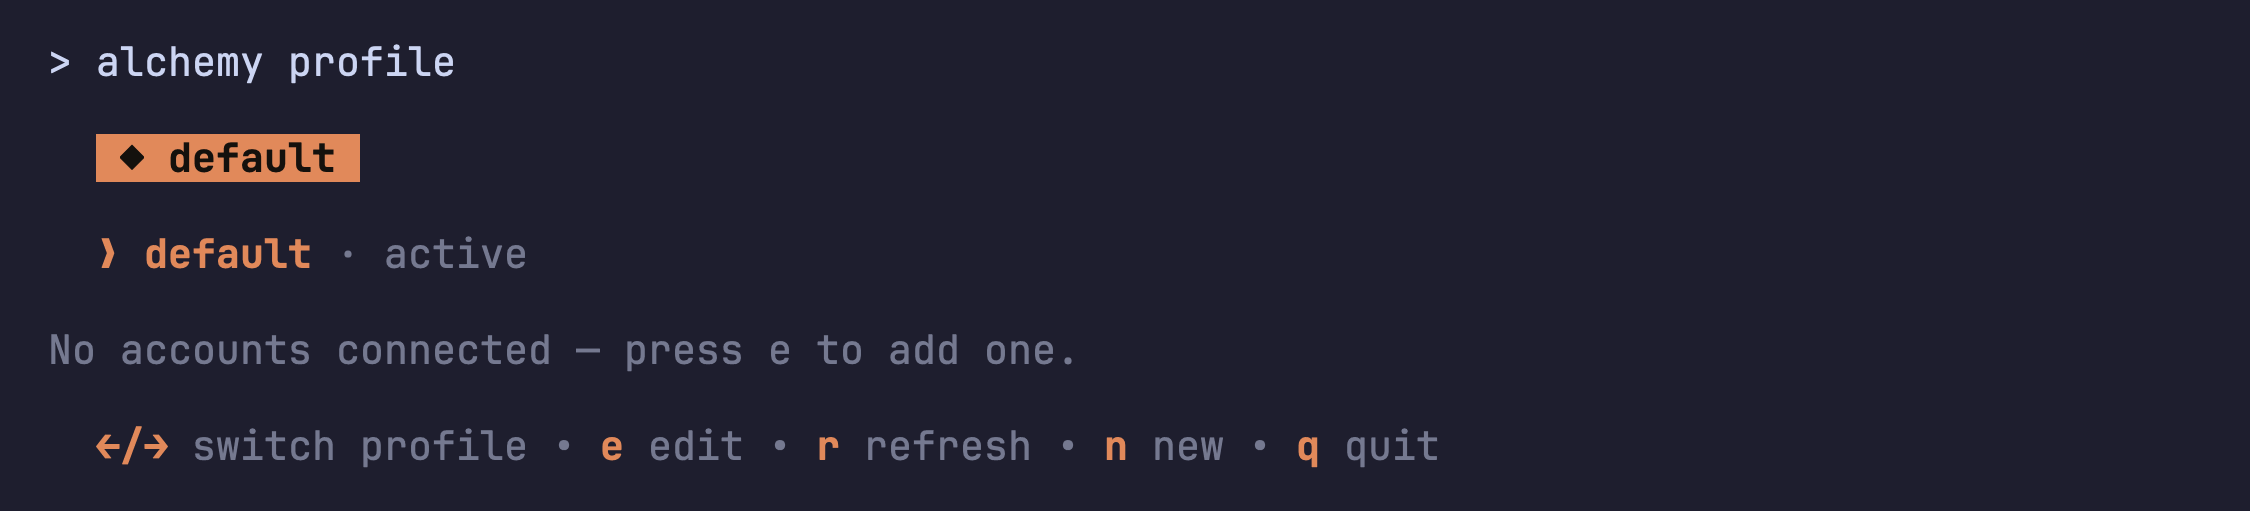 > alchemy profile
◆ default
❫ default · active
No accounts connected — press e to add one.
←/→ switch profile • e edit • r refresh • n new • q quit